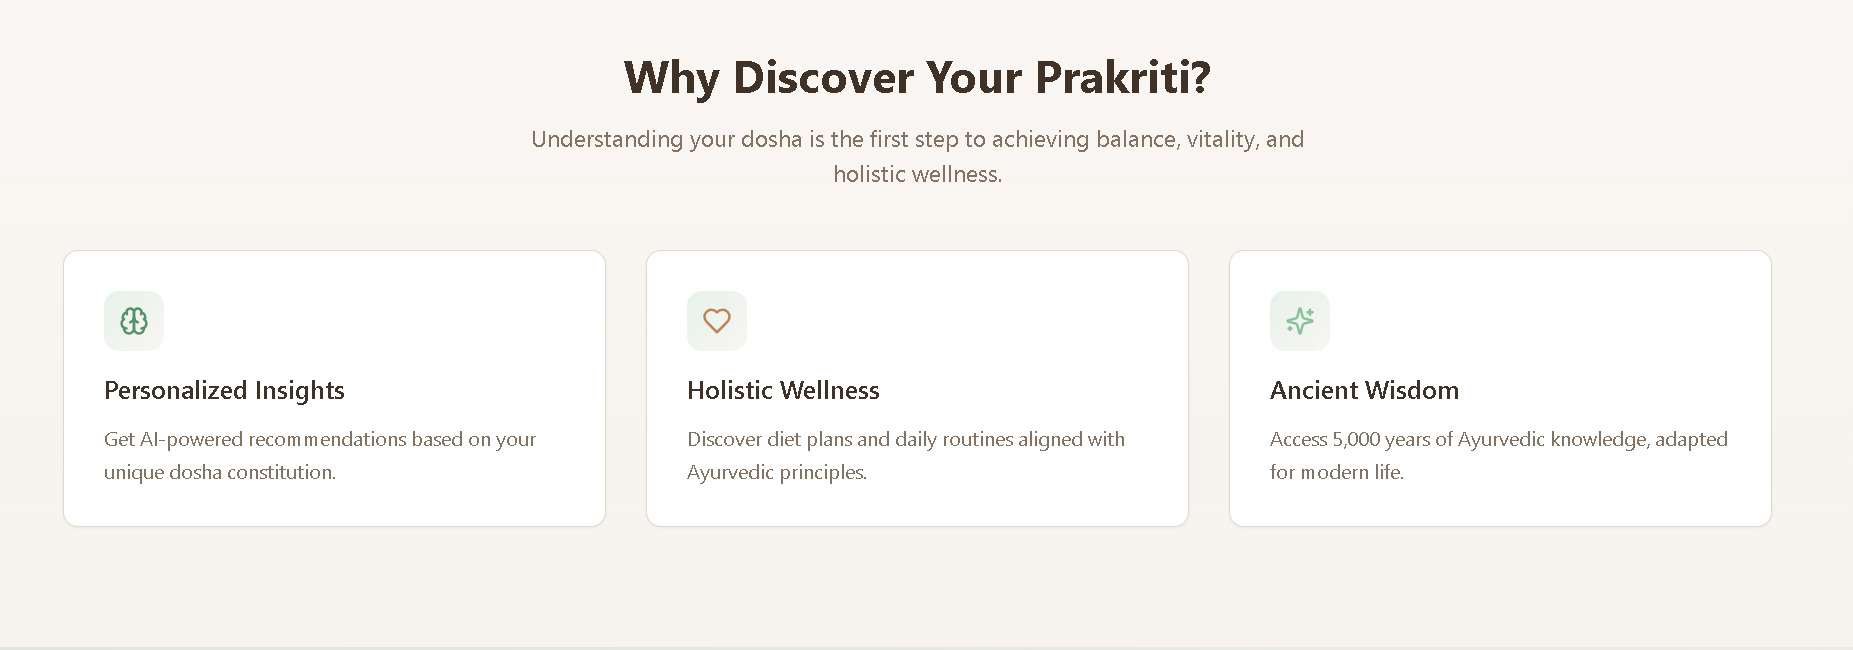 Why Discover Your Prakriti?
Understanding your dosha is the first step to achieving balance, vitality, and
holistic wellness.
Personalized Insights
Get AI-powered recommendations based on your
unique dosha constitution.
Holistic Wellness
Discover diet plans and daily routines aligned with
Ayurvedic principles.
Ancient Wisdom
Access 5,000 years of Ayurvedic knowledge, adapted
for modern life.